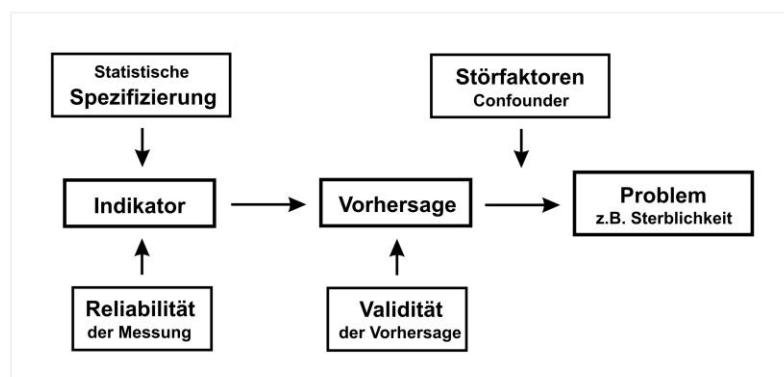 Statistische
Spezifizierung
Störfaktoren
Confounder
Indikator
Vorhersage
Problem
z.B. Sterblichkeit
Reliabilität
der Messung
Validität
der Vorhersage